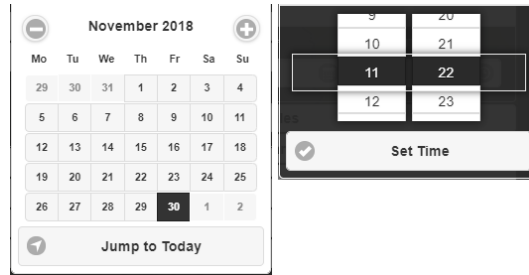 November 2018
Mo Tu We Th Fr Sa Su
29 30 31 1 2 3 4
5 6 7 8 9 10 11
12 13 14 15 16 17 18
19 20 21 22 23 24 25
26 27 28 29 30 1 2
Jump to Today
9 20
10 21
11 22
12 23
Set Time